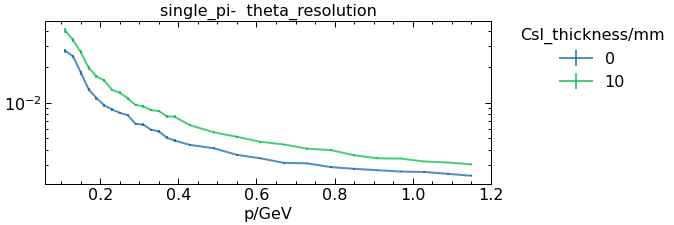 single_pi-  theta_resolution
CsI_thickness/mm
0
10
10⁻²
0.2 0.4 0.6 0.8 1.0 1.2
p/GeV